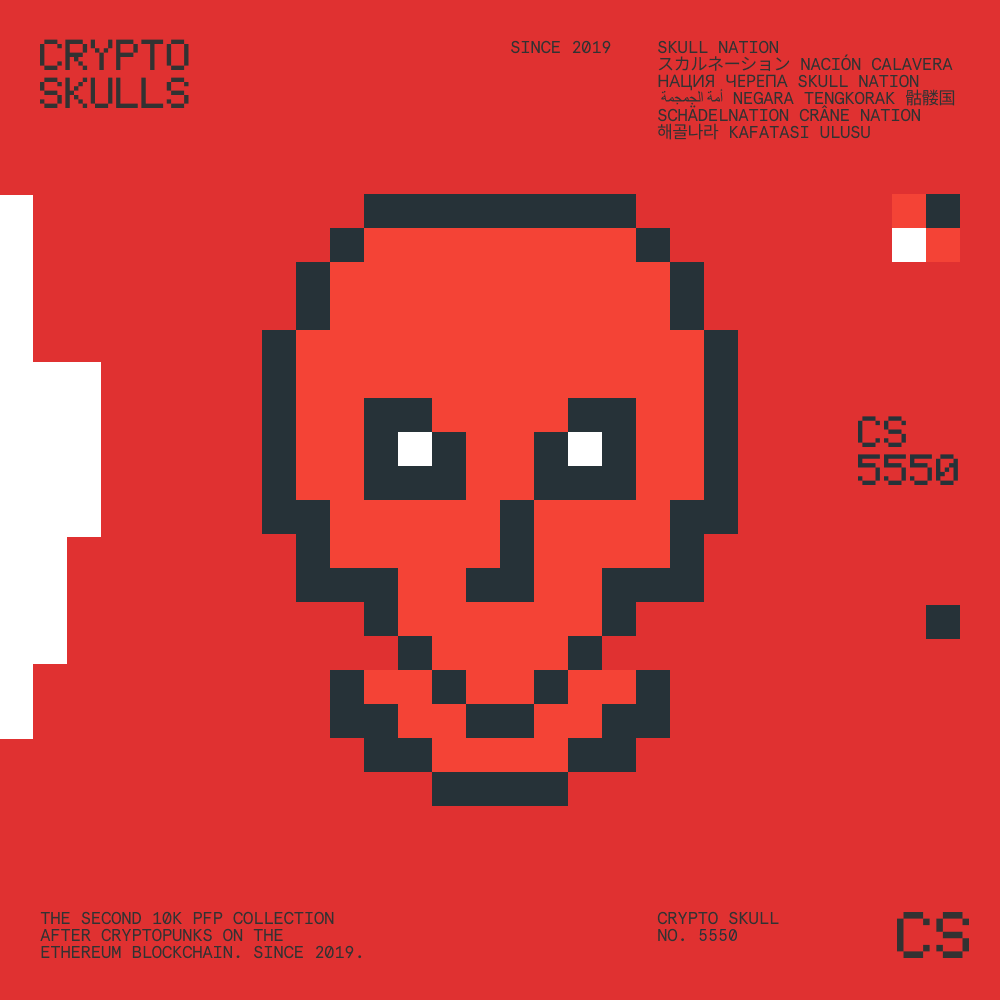 CRYPTO
SKULLS
SINCE 2019
SKULL NATION
スカルネーション NACIÓN CALAVERA
НАЦИЯ ЧЕРЕПА SKULL NATION
أمة الجمجمة NEGARA TENGKORAK 骷髅国
SCHÄDELNATION CRÂNE NATION
해골나라 KAFATASI ULUSU
CS
5550
THE SECOND 10K PFP COLLECTION
AFTER CRYPTOPUNKS ON THE
ETHEREUM BLOCKCHAIN. SINCE 2019.
CRYPTO SKULL
NO. 5550
CS